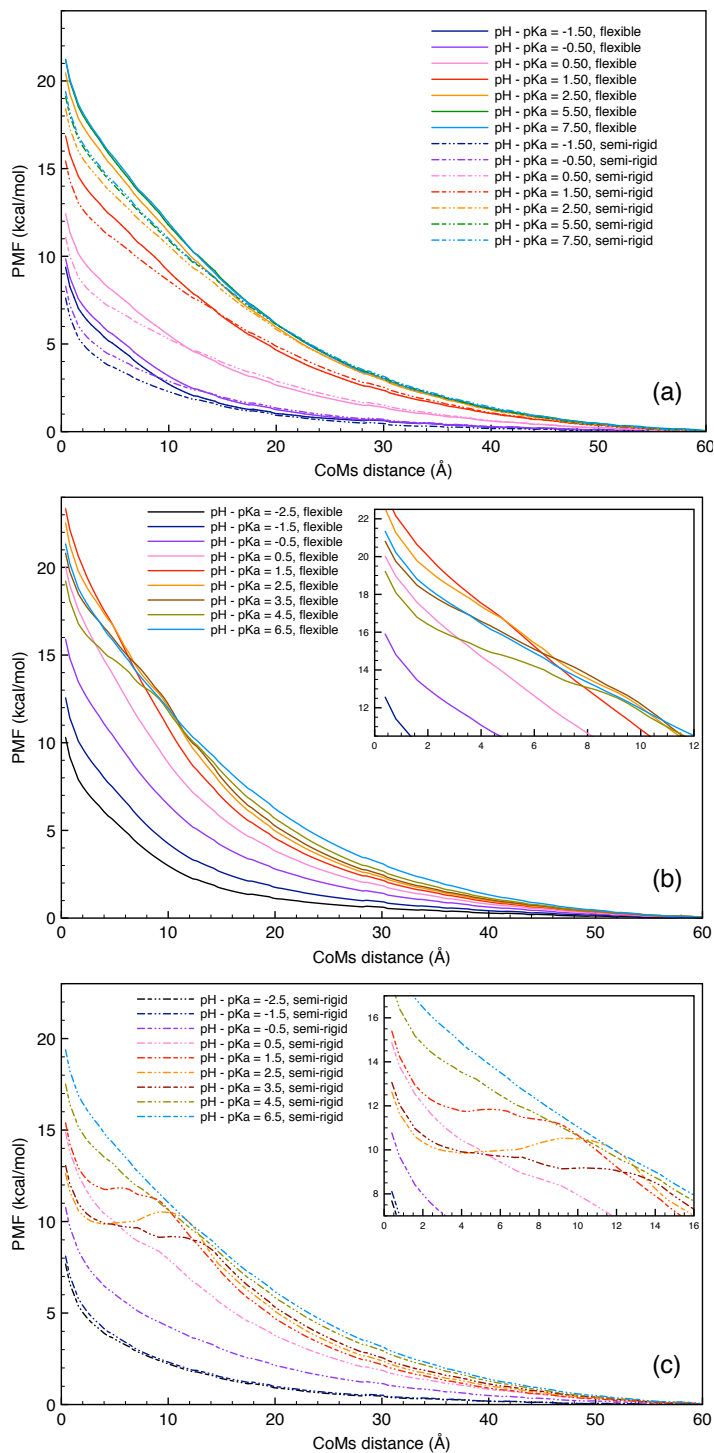 20
15
10
5
0
PMF (kcal/mol)
pH - pKa = -1.50, flexible
pH - pKa = -0.50, flexible
pH - pKa = 0.50, flexible
pH - pKa = 1.50, flexible
pH - pKa = 2.50, flexible
pH - pKa = 5.50, flexible
pH - pKa = 7.50, flexible
pH - pKa = -1.50, semi-rigid
pH - pKa = -0.50, semi-rigid
pH - pKa = 0.50, semi-rigid
pH - pKa = 1.50, semi-rigid
pH - pKa = 2.50, semi-rigid
pH - pKa = 5.50, semi-rigid
pH - pKa = 7.50, semi-rigid
(a)
0 10 20 30 40 50 60
CoMs distance (Å)
20
15
10
5
0
PMF (kcal/mol)
pH - pKa = -2.5, flexible
pH - pKa = -1.5, flexible
pH - pKa = -0.5, flexible
pH - pKa = 0.5, flexible
pH - pKa = 1.5, flexible
pH - pKa = 2.5, flexible
pH - pKa = 3.5, flexible
pH - pKa = 4.5, flexible
pH - pKa = 6.5, flexible
22
20
18
16
14
12
0 2 4 6 8 10 12
(b)
0 10 20 30 40 50 60
CoMs distance (Å)
20
15
10
5
0
PMF (kcal/mol)
pH - pKa = -2.5, semi-rigid
pH - pKa = -1.5, semi-rigid
pH - pKa = -0.5, semi-rigid
pH - pKa = 0.5, semi-rigid
pH - pKa = 1.5, semi-rigid
pH - pKa = 2.5, semi-rigid
pH - pKa = 3.5, semi-rigid
pH - pKa = 4.5, semi-rigid
pH - pKa = 6.5, semi-rigid
16
14
12
10
8
0 2 4 6 8 10 12 14 16
(c)
0 10 20 30 40 50 60
CoMs distance (Å)